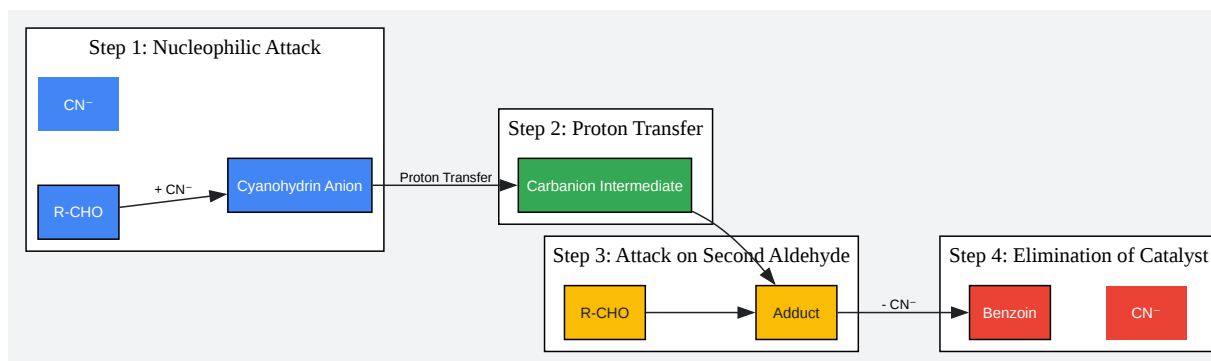 Step 1: Nucleophilic Attack
CN⁻
R-CHO
+ CN⁻
Cyanohydrin Anion
Proton Transfer
Step 2: Proton Transfer
Carbanion Intermediate
Step 3: Attack on Second Aldehyde
R-CHO
Adduct
- CN⁻
Step 4: Elimination of Catalyst
Benzoin
CN⁻